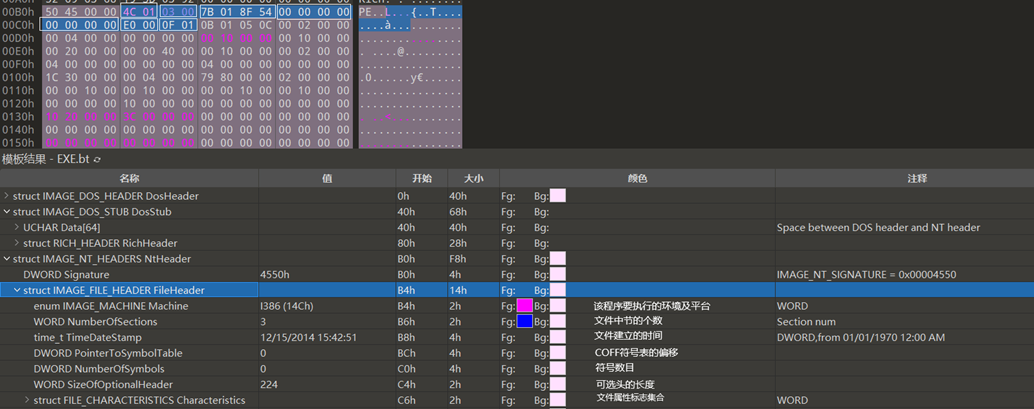 00B0h 50 45 00 00 4C 01 03 00 7B 01 8F 54 00 00 00 00 PE..L...{..T....
00C0h 00 00 00 00 E0 00 0F 01 0B 01 05 0C 00 02 00 00 ....à...........
00D0h 00 04 00 00 00 00 00 00 00 10 00 00 00 10 00 00
00E0h 00 20 00 00 00 00 40 00 00 10 00 00 00 02 00 00 . ....@.........
00F0h 04 00 00 00 00 00 00 00 04 00 00 00 00 00 00 00 ................
0100h 00 40 00 00 00 04 00 00 79 80 00 00 02 00 00 00
0110h 00 00 10 00 00 10 00 00 00 00 10 00 00 10 00 00 ................
0120h 00 00 00 00 10 00 00 00 00 00 00 00 00 00 00 00 ................
0130h
0140h 00 00 00 00 00 00 00 00 00 00 00 00 00 00 00 00 ................
0150h 00 00 00 00 00 00 00 00 00 00 00 00 00 00 00 00 ................
模板结果 - EXE.bt
名称 值 开始 大小 颜色 注释
struct IMAGE_DOS_HEADER DosHeader 0h 40h Fg: Bg:
struct IMAGE_DOS_STUB DosStub 40h 68h Fg: Bg:
UCHAR Data[64] 40h 40h Fg: Bg: Space between DOS header and NT header
struct RICH_HEADER RichHeader 80h 28h Fg: Bg:
struct IMAGE_NT_HEADERS NtHeader B0h F8h Fg: Bg:
DWORD Signature 4550h B0h 4h Fg: Bg: IMAGE_NT_SIGNATURE = 0x00004550
struct IMAGE_FILE_HEADER FileHeader B4h 14h Fg: Bg:
enum IMAGE_MACHINE Machine I386 (14Ch) B4h 2h Fg: Bg: 该程序要执行的环境及平台 WORD
WORD NumberOfSections 3 B6h 2h Fg: Bg: 文件中节的个数 Section num
time_t TimeDateStamp 12/15/2014 15:42:51 B8h 4h Fg: Bg: 文件建立的时间 DWORD,from 01/01/1970 12:00 AM
DWORD PointerToSymbolTable 0 BCh 4h Fg: Bg: COFF符号表的偏移
DWORD NumberOfSymbols 0 C0h 4h Fg: Bg: 符号数目
WORD SizeOfOptionalHeader 224 C4h 2h Fg: Bg: 可选头的长度
struct FILE_CHARACTERISTICS Characteristics C6h 2h Fg: Bg: 文件属性标志集合 WORD